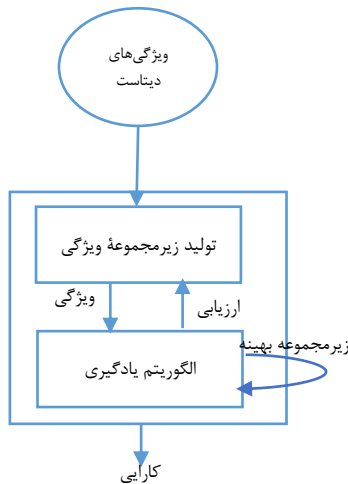 ویژگی‌های
دیتاست
تولید زیرمجموعهٔ ویژگی
ویژگی
ارزیابی
زیرمجموعه بهینه
الگوریتم یادگیری
کارایی